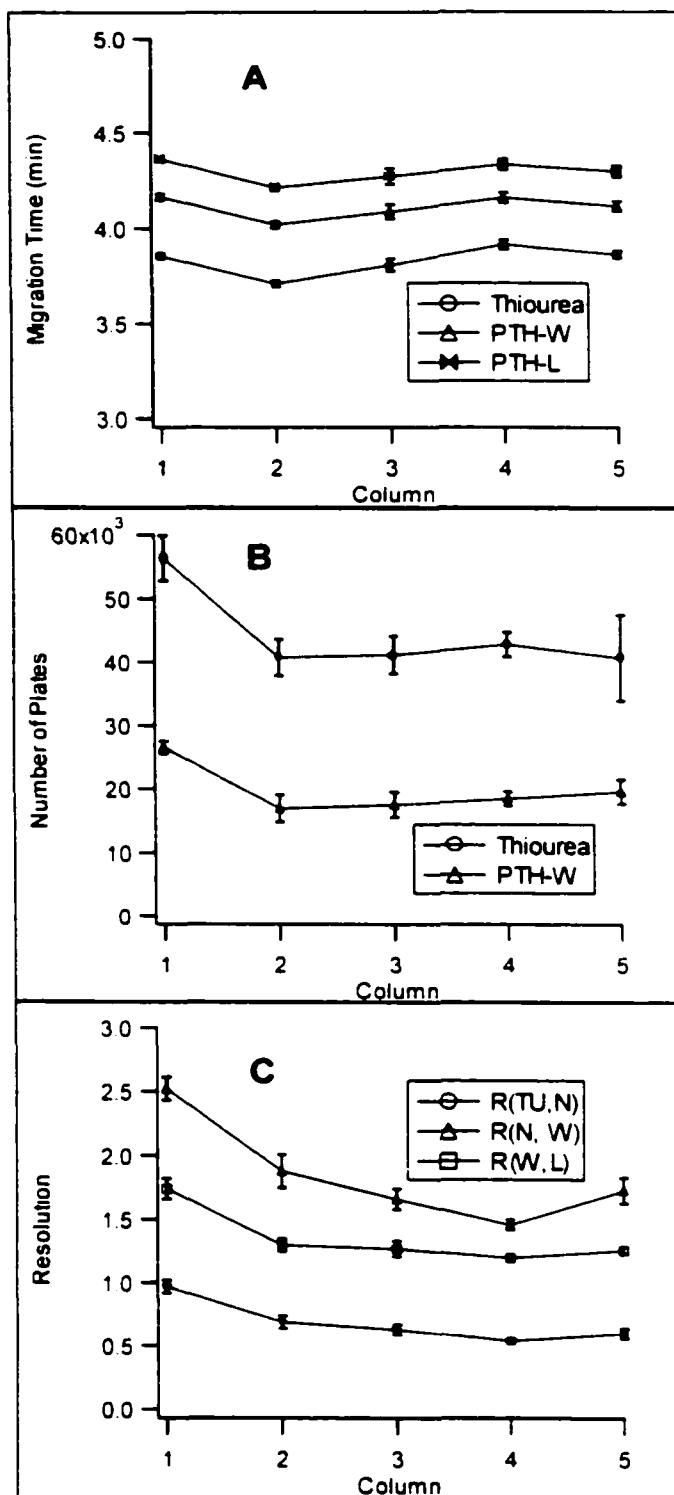 A
5.0
4.5
4.0
3.5
3.0
Migration Time (min)
Thiourea
PTH-W
PTH-L
1 2 3 4 5
Column
B
60x10³
50
40
30
20
10
0
Number of Plates
Thiourea
PTH-W
1 2 3 4 5
Column
C
3.0
2.5
2.0
1.5
1.0
0.5
0.0
Resolution
R(TU,N)
R(N, W)
R(W,L)
1 2 3 4 5
Column